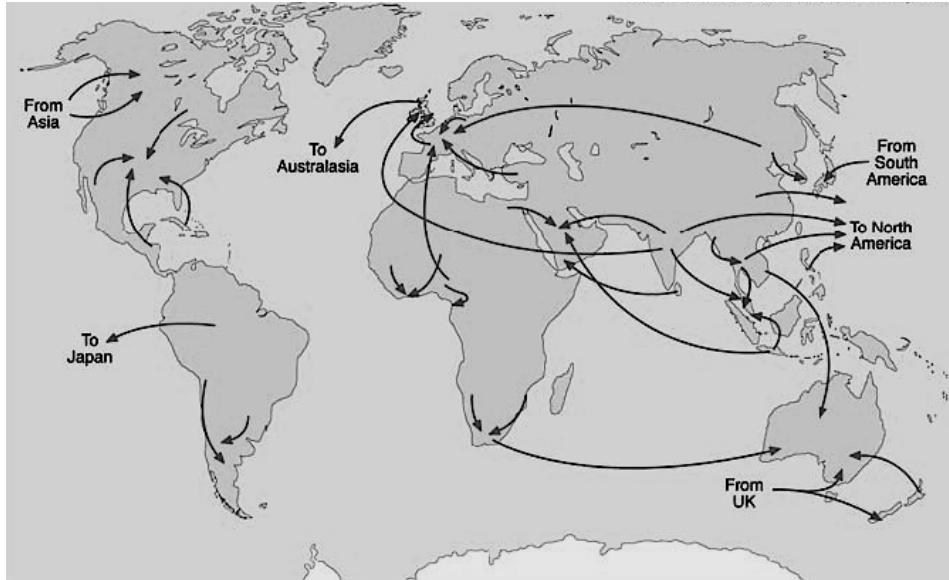 From
Asia
To
Australasia
From
South
America
To North
America
To
Japan
From
UK